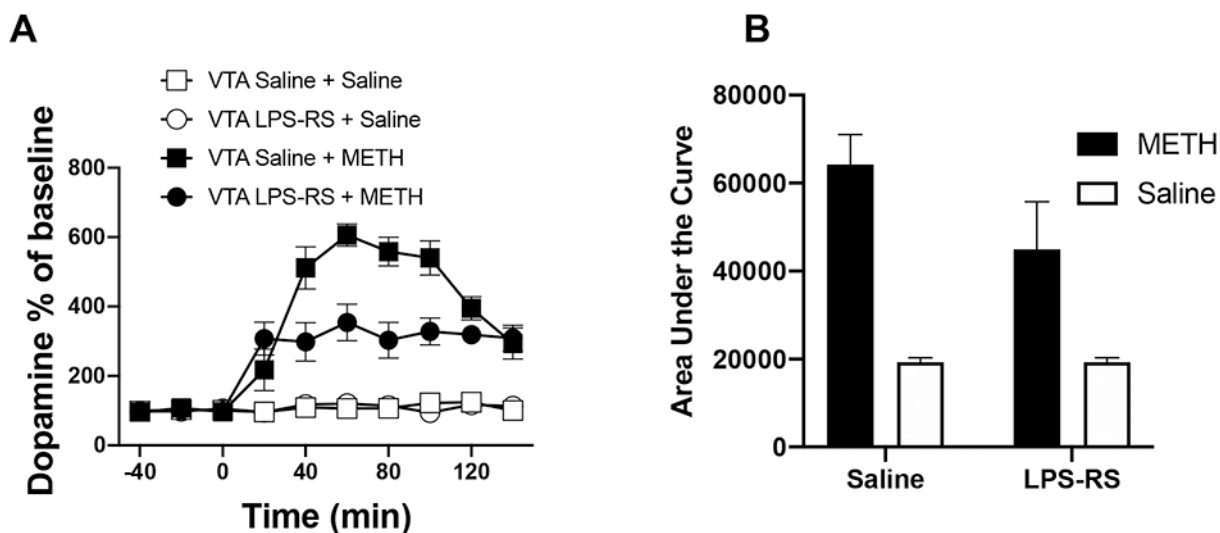 A
VTA Saline + Saline
VTA LPS-RS + Saline
VTA Saline + METH
VTA LPS-RS + METH
Dopamine % of baseline
800
600
400
200
0
-40
0
40
80
120
Time (min)
B
Area Under the Curve
80000
60000
40000
20000
0
METH
Saline
Saline
LPS-RS